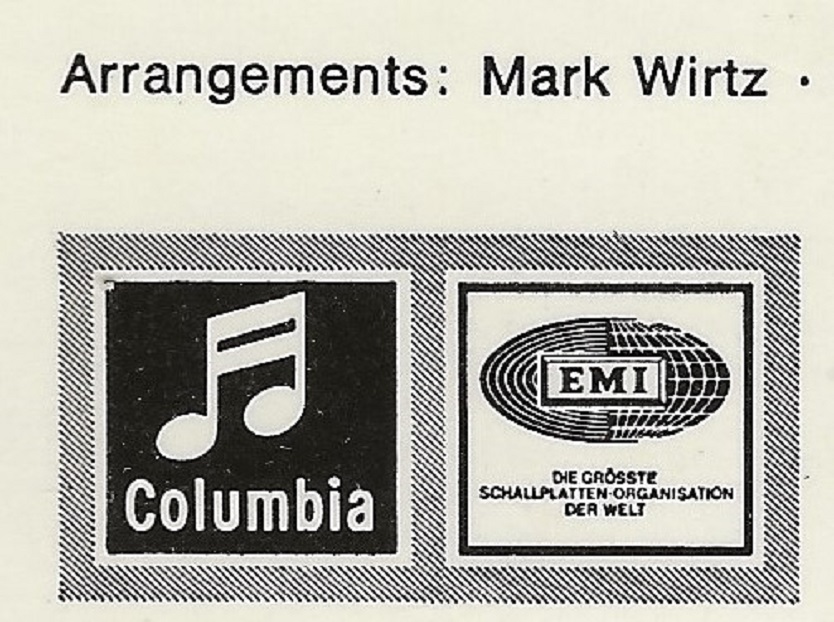 Arrangements: Mark Wirtz ·
Columbia
EMI
DIE GRÖSSTE
SCHALLPLATTEN-ORGANISATION
DER WELT